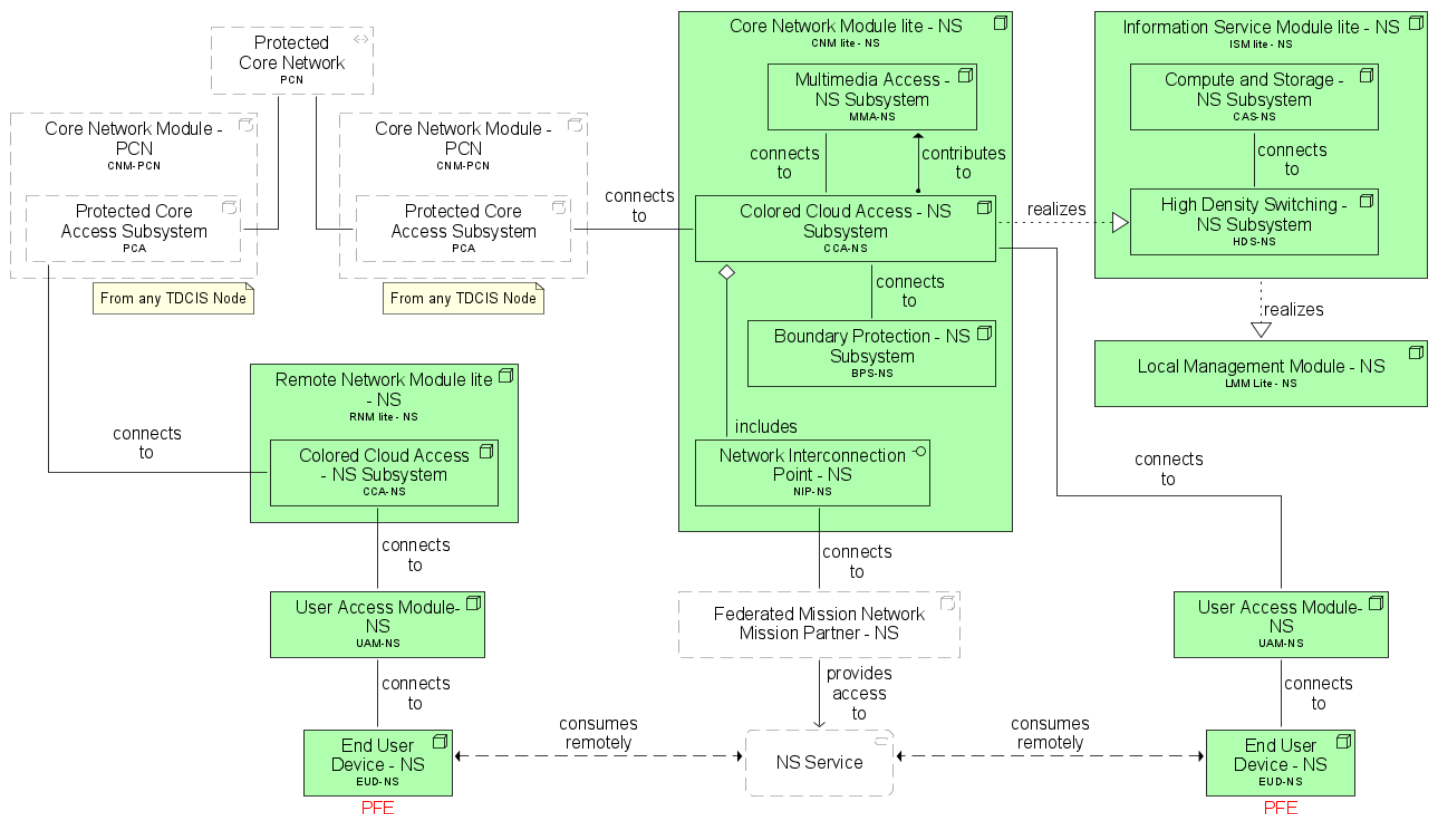 Protected
Core Network
PCN
Core Network Module -
PCN
CNM-PCN
Protected Core
Access Subsystem
PCA
From any TDCIS Node
Core Network Module -
PCN
CNM-PCN
Protected Core
Access Subsystem
PCA
From any TDCIS Node
connects
to
Core Network Module lite - NS
CNM lite - NS
Multimedia Access -
NS Subsystem
MMA-NS
connects
to
contributes
to
Colored Cloud Access - NS
Subsystem
CCA-NS
connects
to
Boundary Protection - NS
Subsystem
BPS-NS
includes
Network Interconnection
Point - NS
NIP-NS
realizes
Information Service Module lite - NS
ISM lite - NS
Compute and Storage -
NS Subsystem
CAS-NS
connects
to
High Density Switching -
NS Subsystem
HDS-NS
realizes
Local Management Module - NS
LMM Lite - NS
connects
to
Remote Network Module lite
- NS
RNM lite - NS
Colored Cloud Access
- NS Subsystem
CCA-NS
connects
to
User Access Module-
NS
UAM-NS
connects
to
End User
Device - NS
EUD-NS
PFE
consumes
remotely
connects
to
Federated Mission Network
Mission Partner - NS
provides
access
to
NS Service
consumes
remotely
connects
to
User Access Module-
NS
UAM-NS
connects
to
End User
Device - NS
EUD-NS
PFE